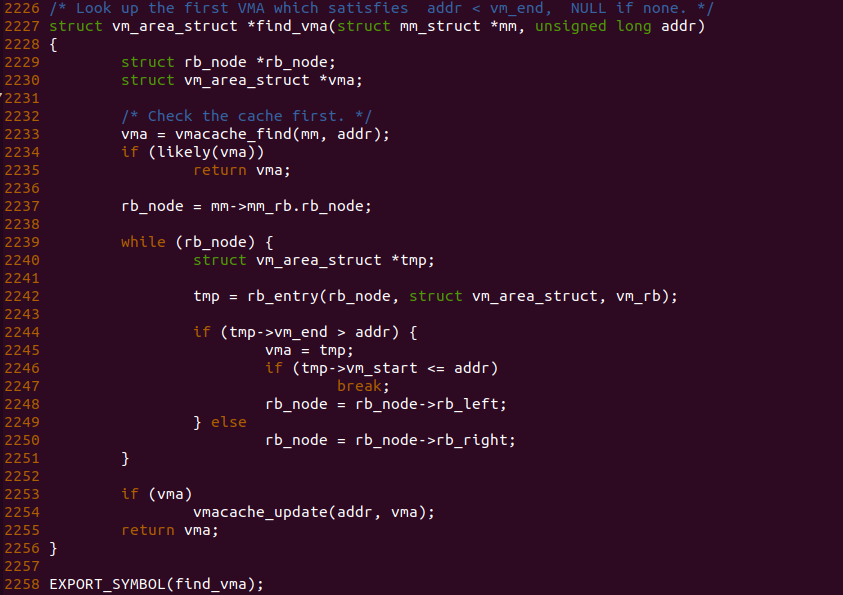 2226 /* Look up the first VMA which satisfies  addr < vm_end,  NULL if none. */
2227 struct vm_area_struct *find_vma(struct mm_struct *mm, unsigned long addr)
2228 {
2229         struct rb_node *rb_node;
2230         struct vm_area_struct *vma;
2231
2232         /* Check the cache first. */
2233         vma = vmacache_find(mm, addr);
2234         if (likely(vma))
2235                 return vma;
2236
2237         rb_node = mm->mm_rb.rb_node;
2238
2239         while (rb_node) {
2240                 struct vm_area_struct *tmp;
2241
2242                 tmp = rb_entry(rb_node, struct vm_area_struct, vm_rb);
2243
2244                 if (tmp->vm_end > addr) {
2245                         vma = tmp;
2246                         if (tmp->vm_start <= addr)
2247                                 break;
2248                         rb_node = rb_node->rb_left;
2249                 } else
2250                         rb_node = rb_node->rb_right;
2251         }
2252
2253         if (vma)
2254                 vmacache_update(addr, vma);
2255         return vma;
2256 }
2257
2258 EXPORT_SYMBOL(find_vma);